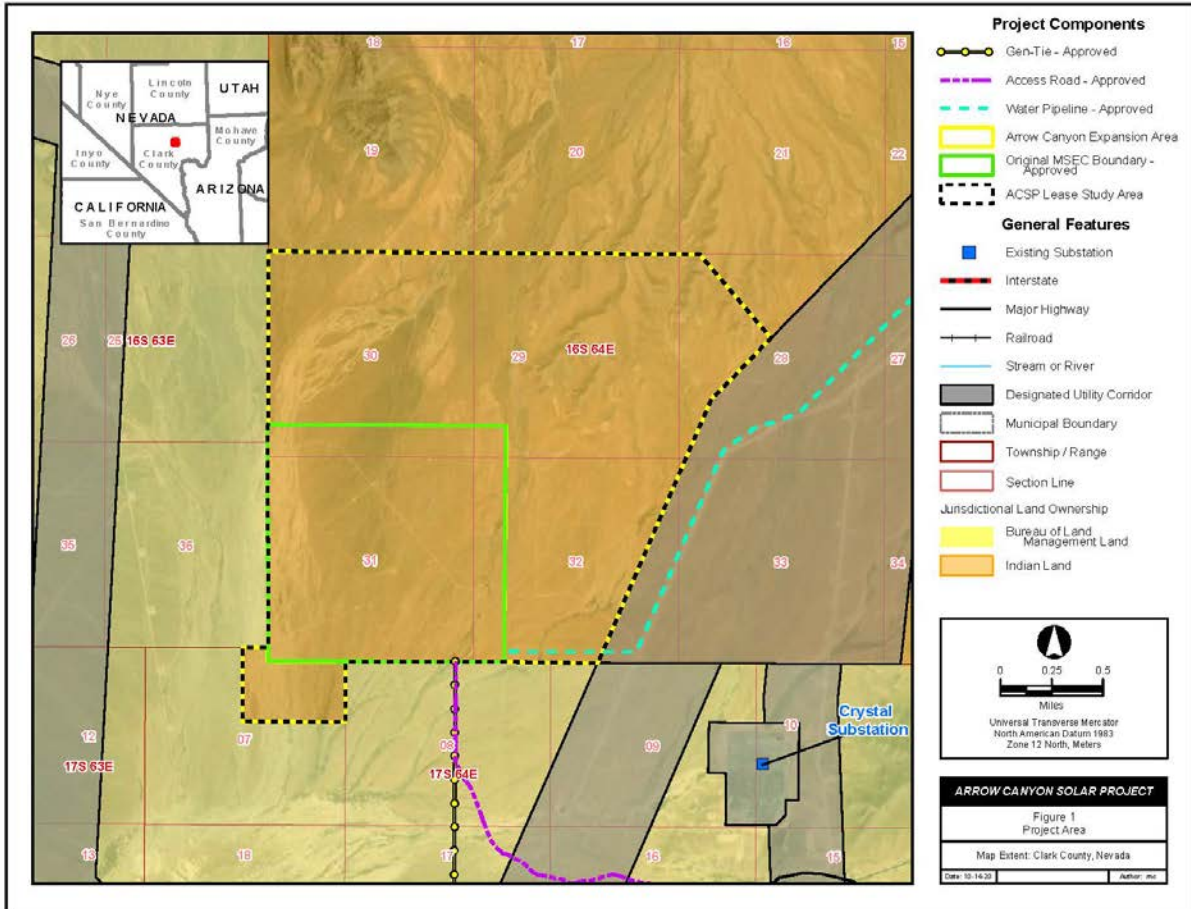 18
17
16
15
Nye
County
Lincoln
County
UTAH
NEVADA
Mohave
County
Inyo
County
Clark
County
ARIZONA
CALIFORNIA
San Bernardino
County
19
20
21
22
26
25
16S 63E
30
29
16S 64E
28
27
35
36
31
32
33
34
12
17S 63E
07
08
17S 64E
09
10
Crystal
Substation
13
18
17
16
15
Project Components
Gen-Tie - Approved
Access Road - Approved
Water Pipeline - Approved
Arrow Canyon Expansion Area
Original MSEC Boundary -
Approved
ACSP Lease Study Area
General Features
Existing Substation
Interstate
Major Highway
Railroad
Stream or River
Designated Utility Corridor
Municipal Boundary
Township / Range
Section Line
Jurisdictional Land Ownership
Bureau of Land
Management Land
Indian Land
0 0.25 0.5
Miles
Universal Transverse Mercator
North American Datum 1983
Zone 12 North, Meters
ARROW CANYON SOLAR PROJECT
Figure 1
Project Area
Map Extent: Clark County, Nevada
Date: 10-14-20
Author: mc